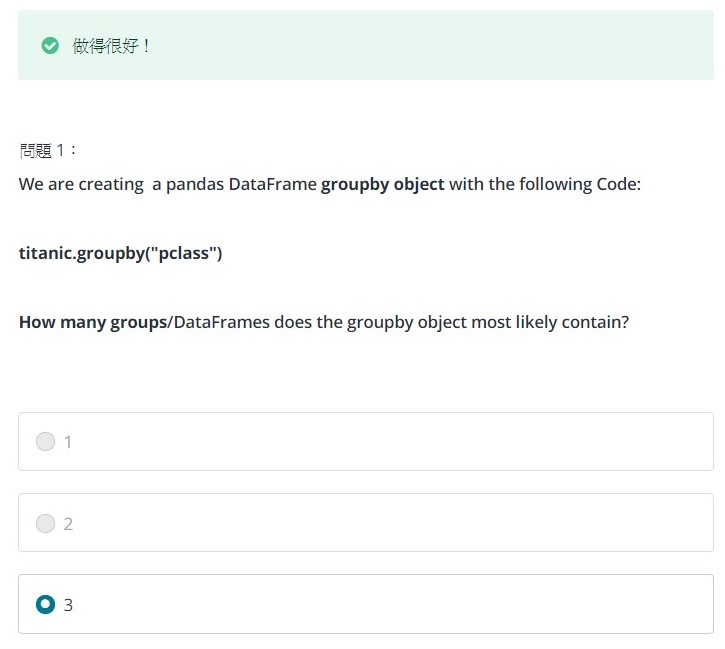 做得很好！
問題 1：
We are creating a pandas DataFrame groupby object with the following Code:
titanic.groupby("pclass")
How many groups/DataFrames does the groupby object most likely contain?
1
2
3